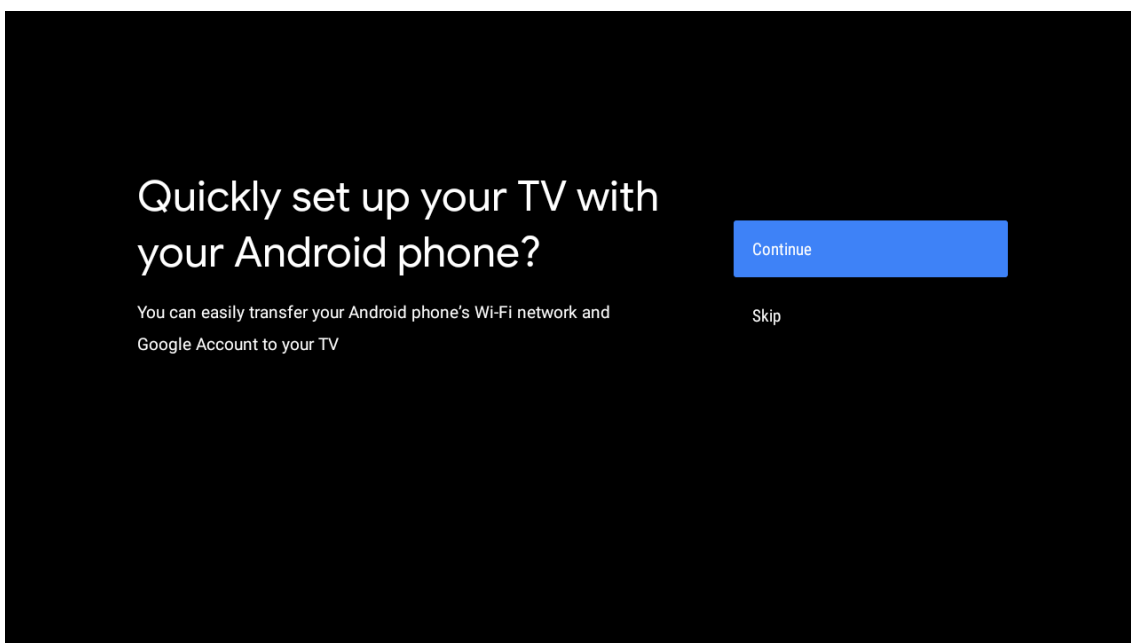 Quickly set up your TV with
your Android phone?
You can easily transfer your Android phone’s Wi-Fi network and
Google Account to your TV
Continue
Skip